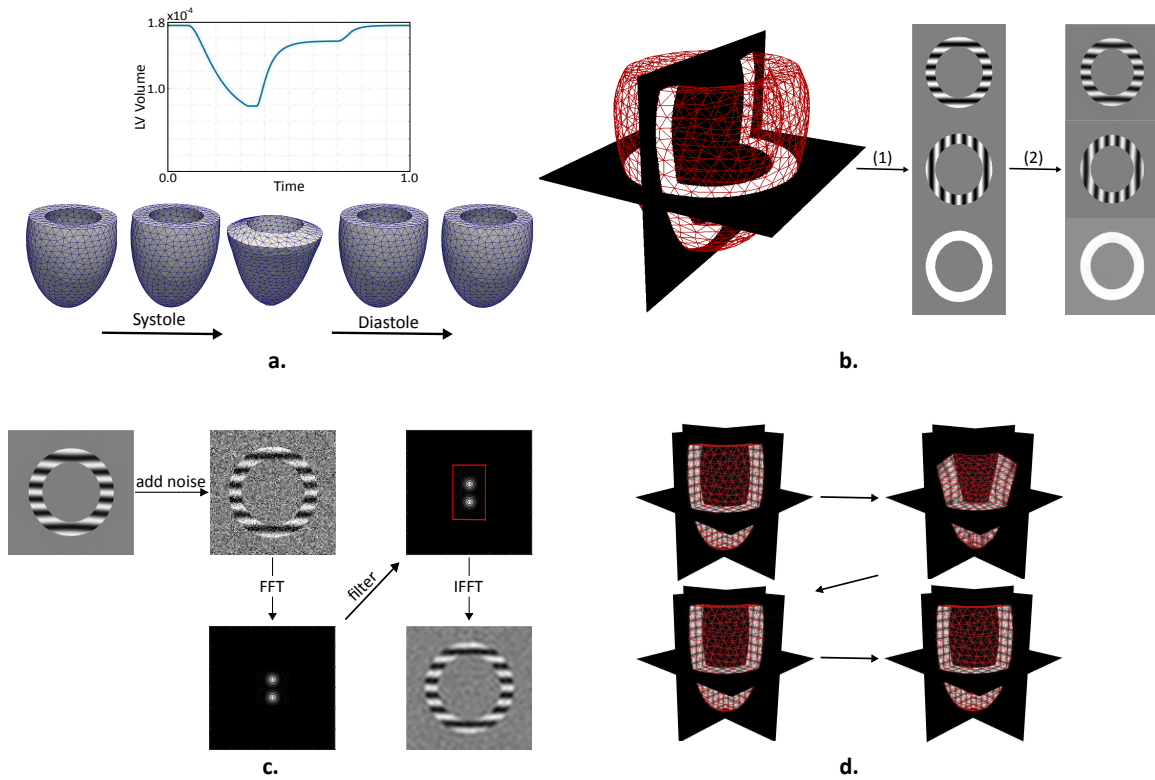 1.8
x10⁻⁴
1.0
LV Volume
0.0
1.0
Time
Systole
Diastole
a.
(1)
(2)
b.
add noise
FFT
filter
IFFT
c.
d.